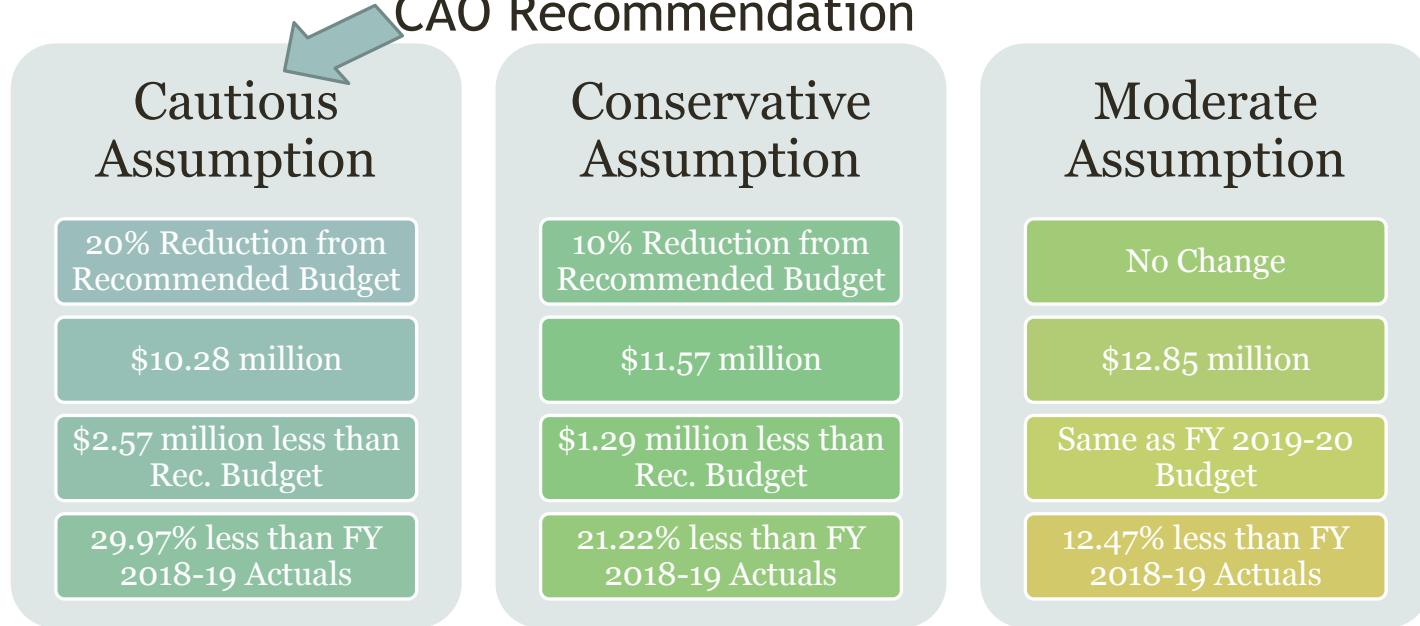 CAO Recommendation
Cautious
Assumption
20% Reduction from
Recommended Budget
$10.28 million
$2.57 million less than
Rec. Budget
29.97% less than FY
2018-19 Actuals
Conservative
Assumption
10% Reduction from
Recommended Budget
$11.57 million
$1.29 million less than
Rec. Budget
21.22% less than FY
2018-19 Actuals
Moderate
Assumption
No Change
$12.85 million
Same as FY 2019-20
Budget
12.47% less than FY
2018-19 Actuals